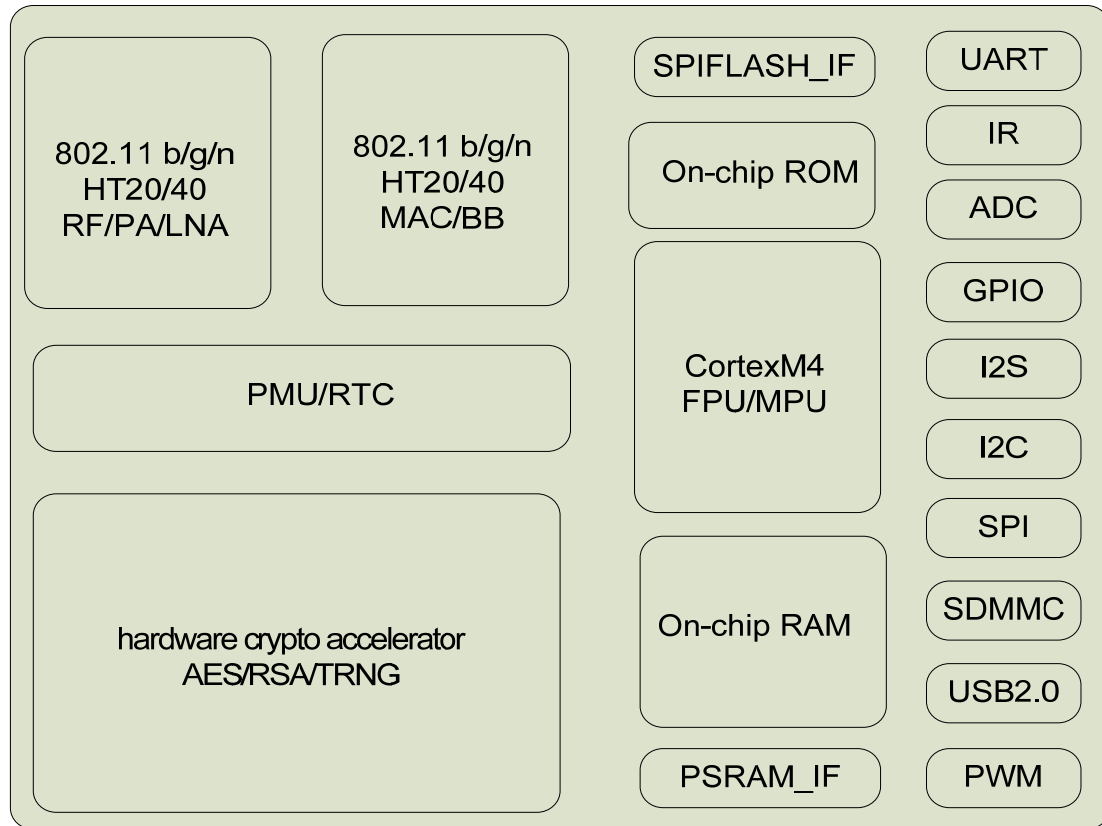 802.11 b/g/n
HT20/40
RF/PA/LNA
802.11 b/g/n
HT20/40
MAC/BB
PMU/RTC
hardware crypto accelerator
AES/RSA/TRNG
SPIFLASH_IF
On-chip ROM
CortexM4
FPU/MPU
On-chip RAM
PSRAM_IF
UART
IR
ADC
GPIO
I2S
I2C
SPI
SDMMC
USB2.0
PWM